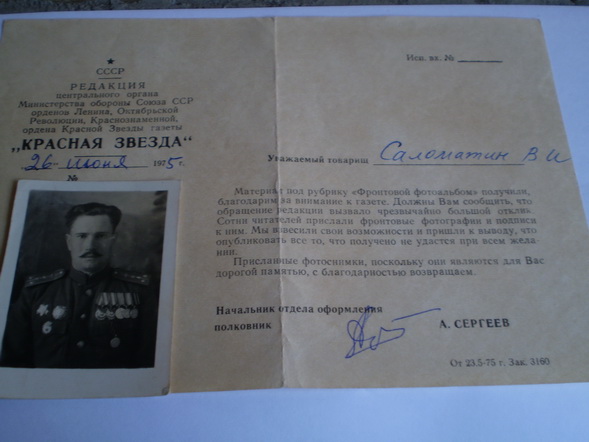 СССР
РЕДАКЦИЯ
центрального органа
Министерства обороны Союза ССР
орденов Ленина, Октябрьской
Революции, Краснознаменной,
ордена Красной Звезды газеты
„КРАСНАЯ ЗВЕЗДА“
26 июня 1975 г.
№
Исп. вх. №
Уважаемый товарищ Саломатин В И
Материал под рубрику «Фронтовой фотоальбом» получили,
благодарим за внимание к газете. Должны Вам сообщить, что
обращение редакции вызвало чрезвычайно большой отклик.
Сотни читателей прислали фронтовые фотографии и подписи
к ним. Мы взвесили свои возможности и пришли к выводу, что
опубликовать все то, что получено не удастся при всем жела-
нии.
Присланные фотоснимки, поскольку они являются для Вас
дорогой памятью, с благодарностью возвращаем.
Начальник отдела оформления
полковник А. СЕРГЕЕВ
От 23.5-75 г. Зак. 3160